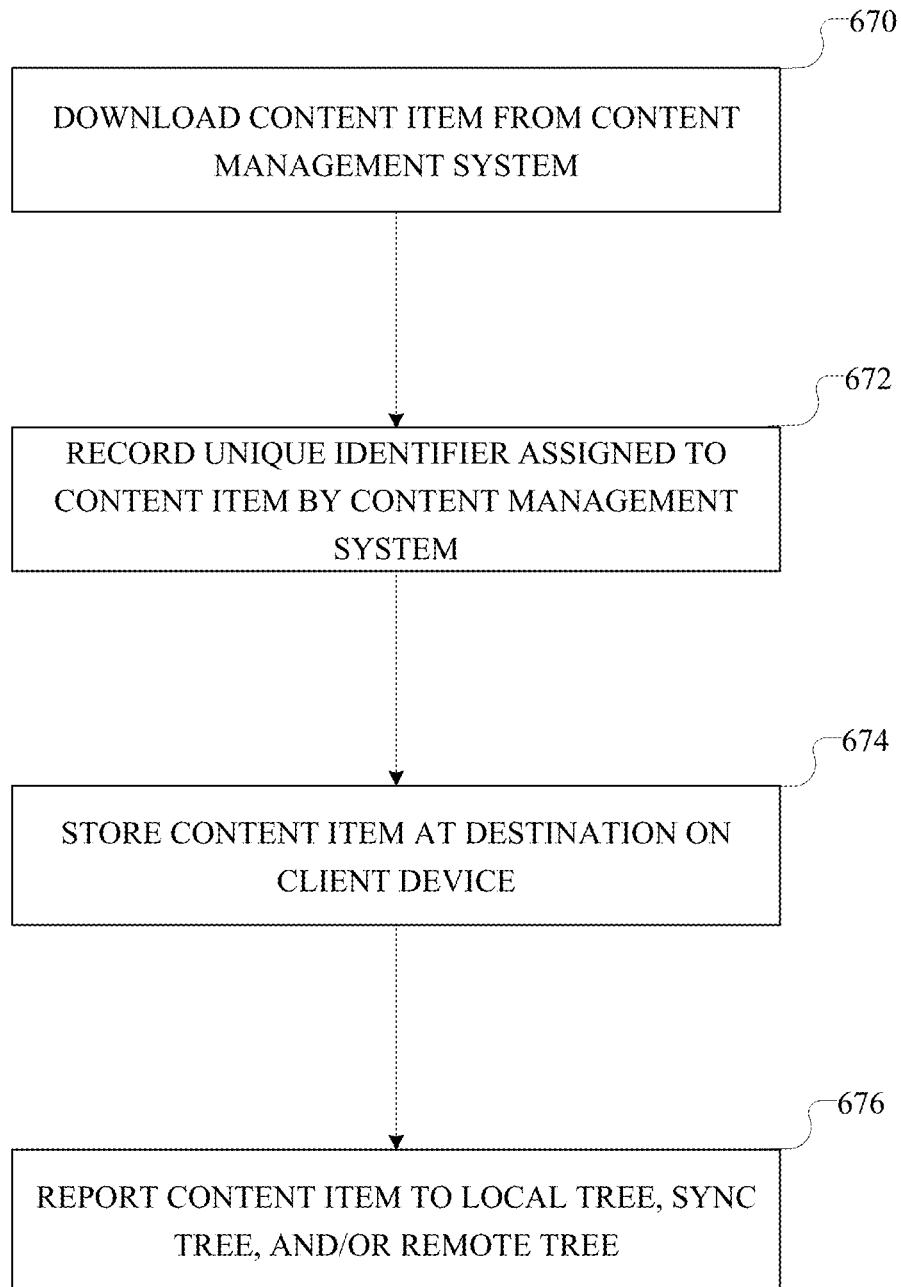 670
DOWNLOAD CONTENT ITEM FROM CONTENT
MANAGEMENT SYSTEM
672
RECORD UNIQUE IDENTIFIER ASSIGNED TO
CONTENT ITEM BY CONTENT MANAGEMENT
SYSTEM
674
STORE CONTENT ITEM AT DESTINATION ON
CLIENT DEVICE
676
REPORT CONTENT ITEM TO LOCAL TREE, SYNC
TREE, AND/OR REMOTE TREE